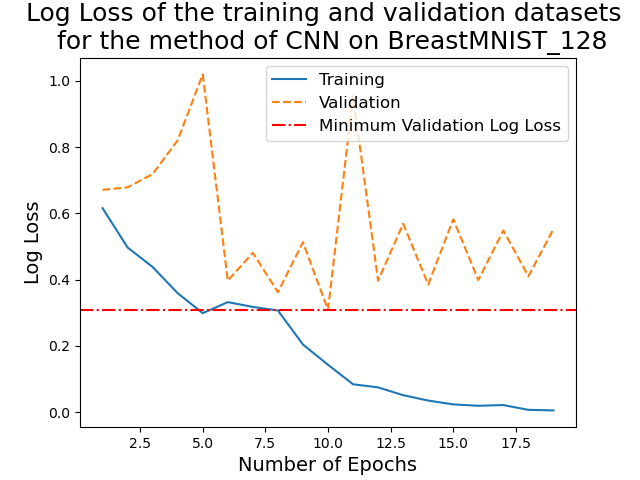 Log Loss of the training and validation datasets
for the method of CNN on BreastMNIST_128
Training
Validation
Minimum Validation Log Loss
Log Loss
1.0
0.8
0.6
0.4
0.2
0.0
2.5 5.0 7.5 10.0 12.5 15.0 17.5
Number of Epochs